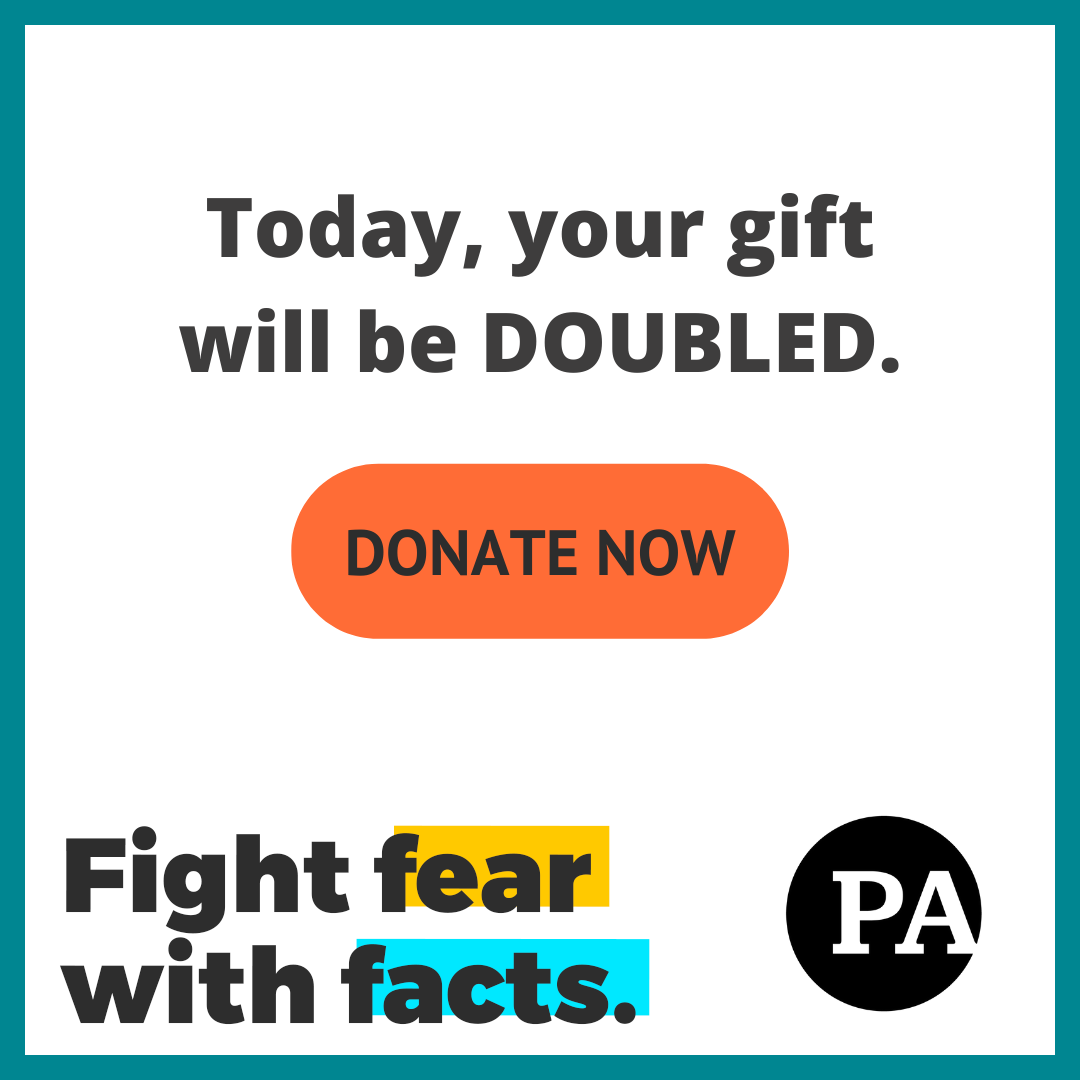 Today, your gift
will be DOUBLED.
DONATE NOW
Fight fear
with facts.
PA